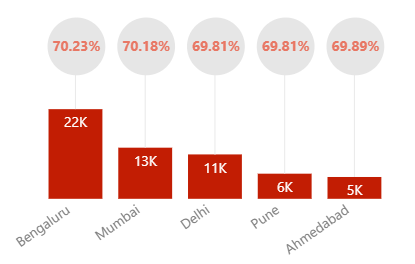 70.23% 70.18% 69.81% 69.81% 69.89%
22K
13K
11K
6K
5K
Bengaluru
Mumbai
Delhi
Pune
Ahmedabad